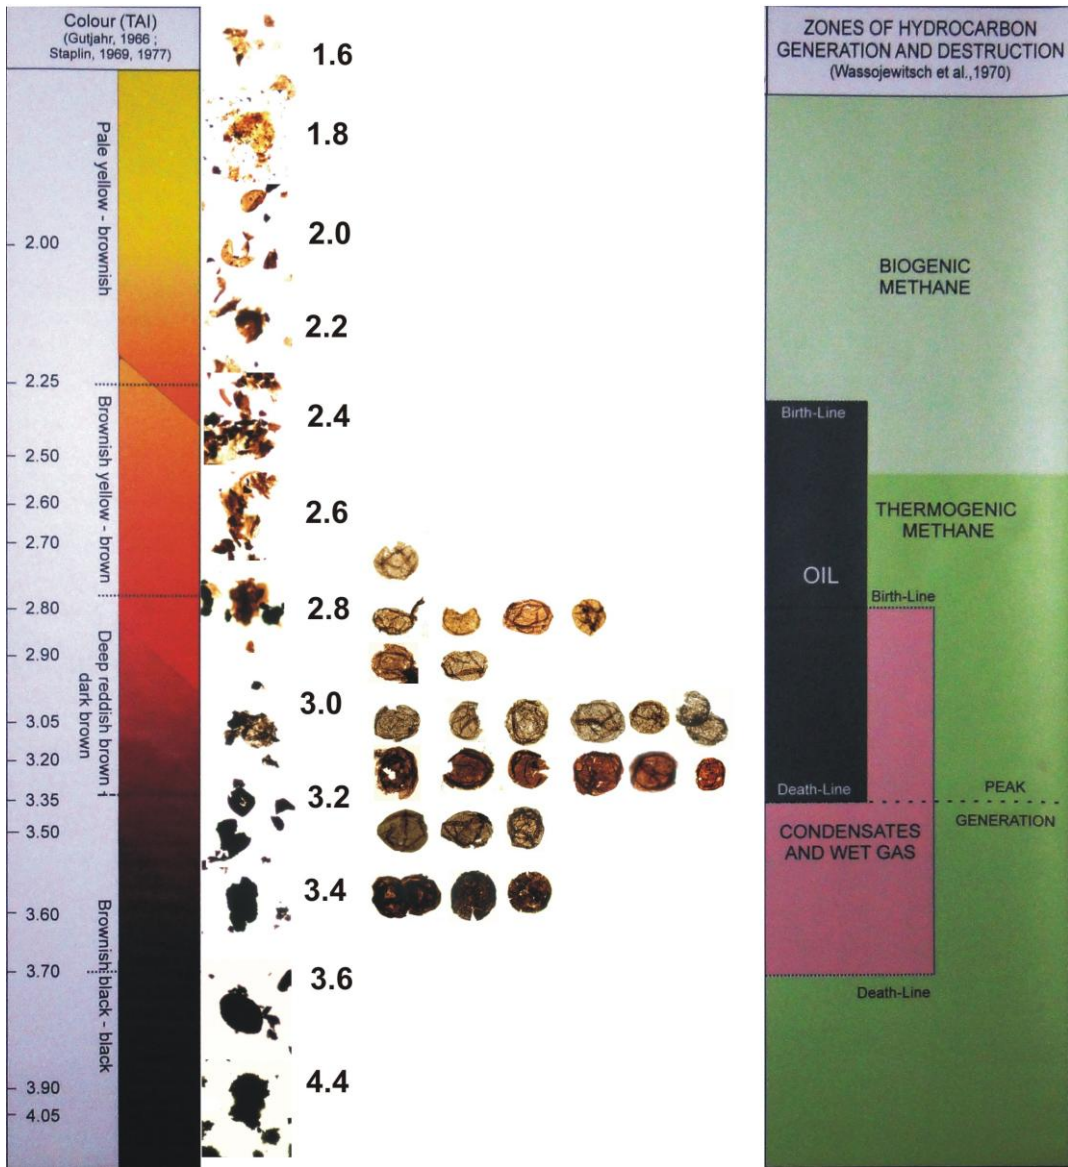 Colour (TAI)
(Gutjahr, 1966 ;
Staplin, 1969, 1977)
Pale yellow - brownish
Brownish yellow - brown
Deep reddish brown -
dark brown
Brownish black - black
2.00
2.25
2.50
2.60
2.70
2.80
2.90
3.05
3.20
3.35
3.50
3.60
3.70
3.90
4.05
1.6
1.8
2.0
2.2
2.4
2.6
2.8
3.0
3.2
3.4
3.6
4.4
ZONES OF HYDROCARBON
GENERATION AND DESTRUCTION
(Wassojewitsch et al.,1970)
BIOGENIC
METHANE
Birth-Line
THERMOGENIC
METHANE
OIL
Birth-Line
Death-Line
PEAK
GENERATION
CONDENSATES
AND WET GAS
Death-Line